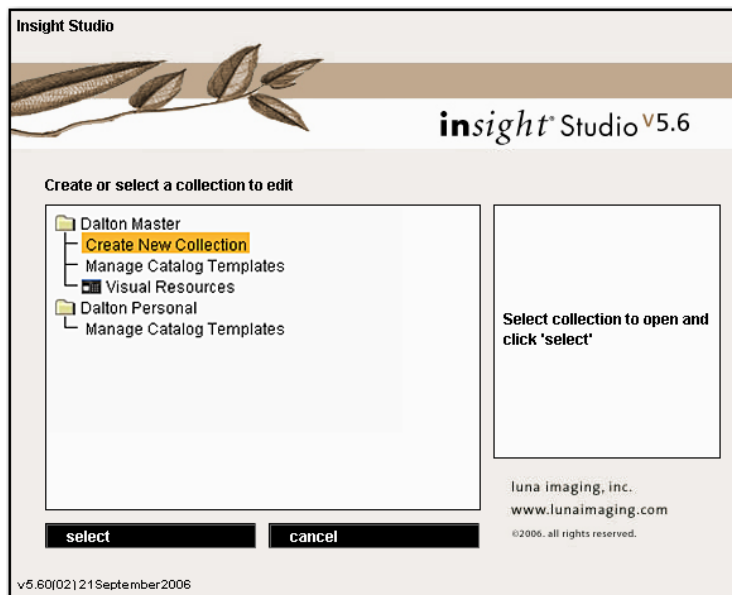 Insight Studio
insight® Studio v5.6
Create or select a collection to edit
Dalton Master
Create New Collection
Manage Catalog Templates
Visual Resources
Dalton Personal
Manage Catalog Templates
Select collection to open and
click 'select'
luna imaging, inc.
www.lunaimaging.com
©2006. all rights reserved.
select
cancel
v5.60(02) 21September2006